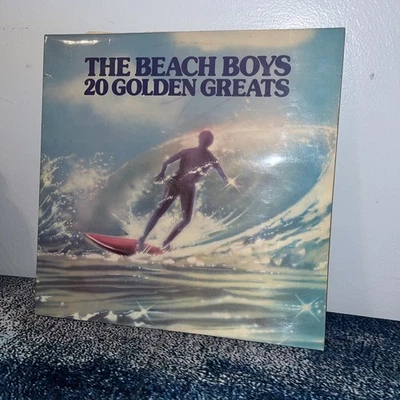 THE BEACH BOYS
20 GOLDEN GREATS